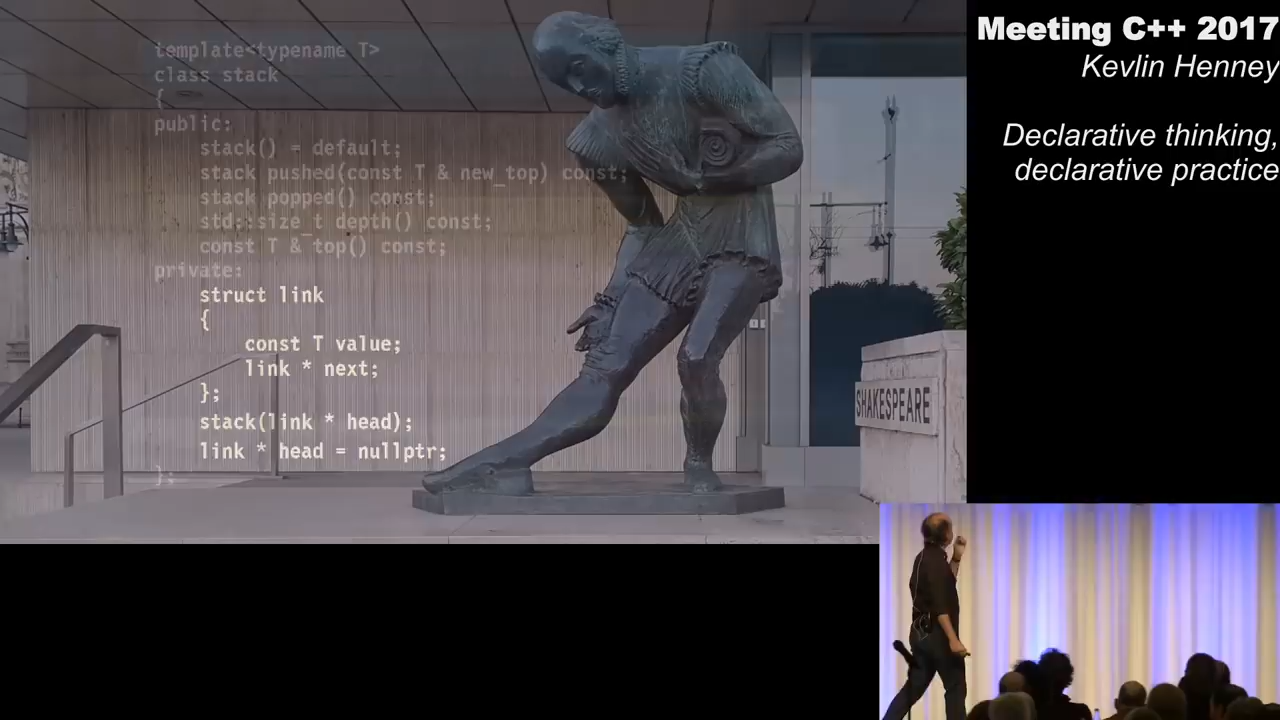 template<typename T>
class stack
{
public:
stack() = default;
stack pushed(const T & new_top) const;
stack popped() const;
std::size_t depth() const;
const T & top() const;
private:
struct link
{
const T value;
link * next;
};
stack(link * head);
link * head = nullptr;
};
SHAKESPEARE
Meeting C++ 2017
Kevlin Henney
Declarative thinking,
declarative practice